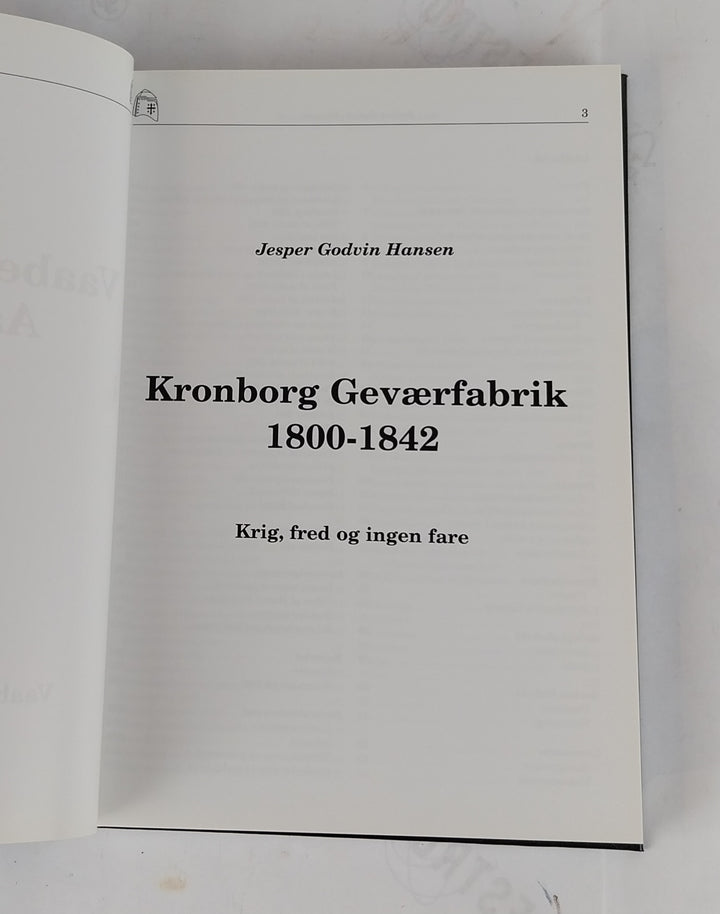 3
Jesper Godvin Hansen
Kronborg Geværfabrik
1800-1842
Krig, fred og ingen fare